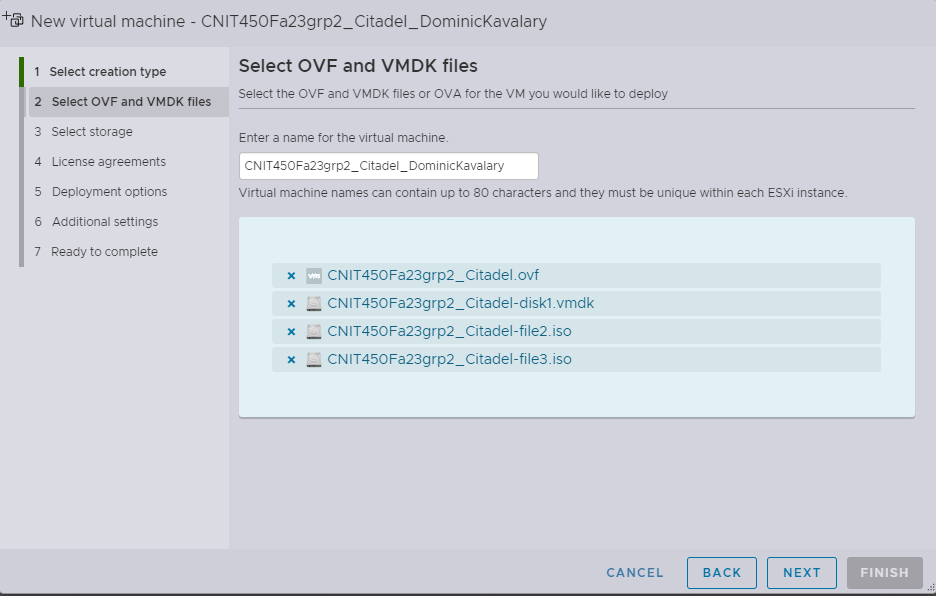 New virtual machine - CNIT450Fa23grp2_Citadel_DominicKavalary
1 Select creation type
2 Select OVF and VMDK files
3 Select storage
4 License agreements
5 Deployment options
6 Additional settings
7 Ready to complete
Select OVF and VMDK files
Select the OVF and VMDK files or OVA for the VM you would like to deploy
Enter a name for the virtual machine.
CNIT450Fa23grp2_Citadel_DominicKavalary
Virtual machine names can contain up to 80 characters and they must be unique within each ESXi instance.
× vm CNIT450Fa23grp2_Citadel.ovf
× CNIT450Fa23grp2_Citadel-disk1.vmdk
× CNIT450Fa23grp2_Citadel-file2.iso
× CNIT450Fa23grp2_Citadel-file3.iso
CANCEL BACK NEXT FINISH